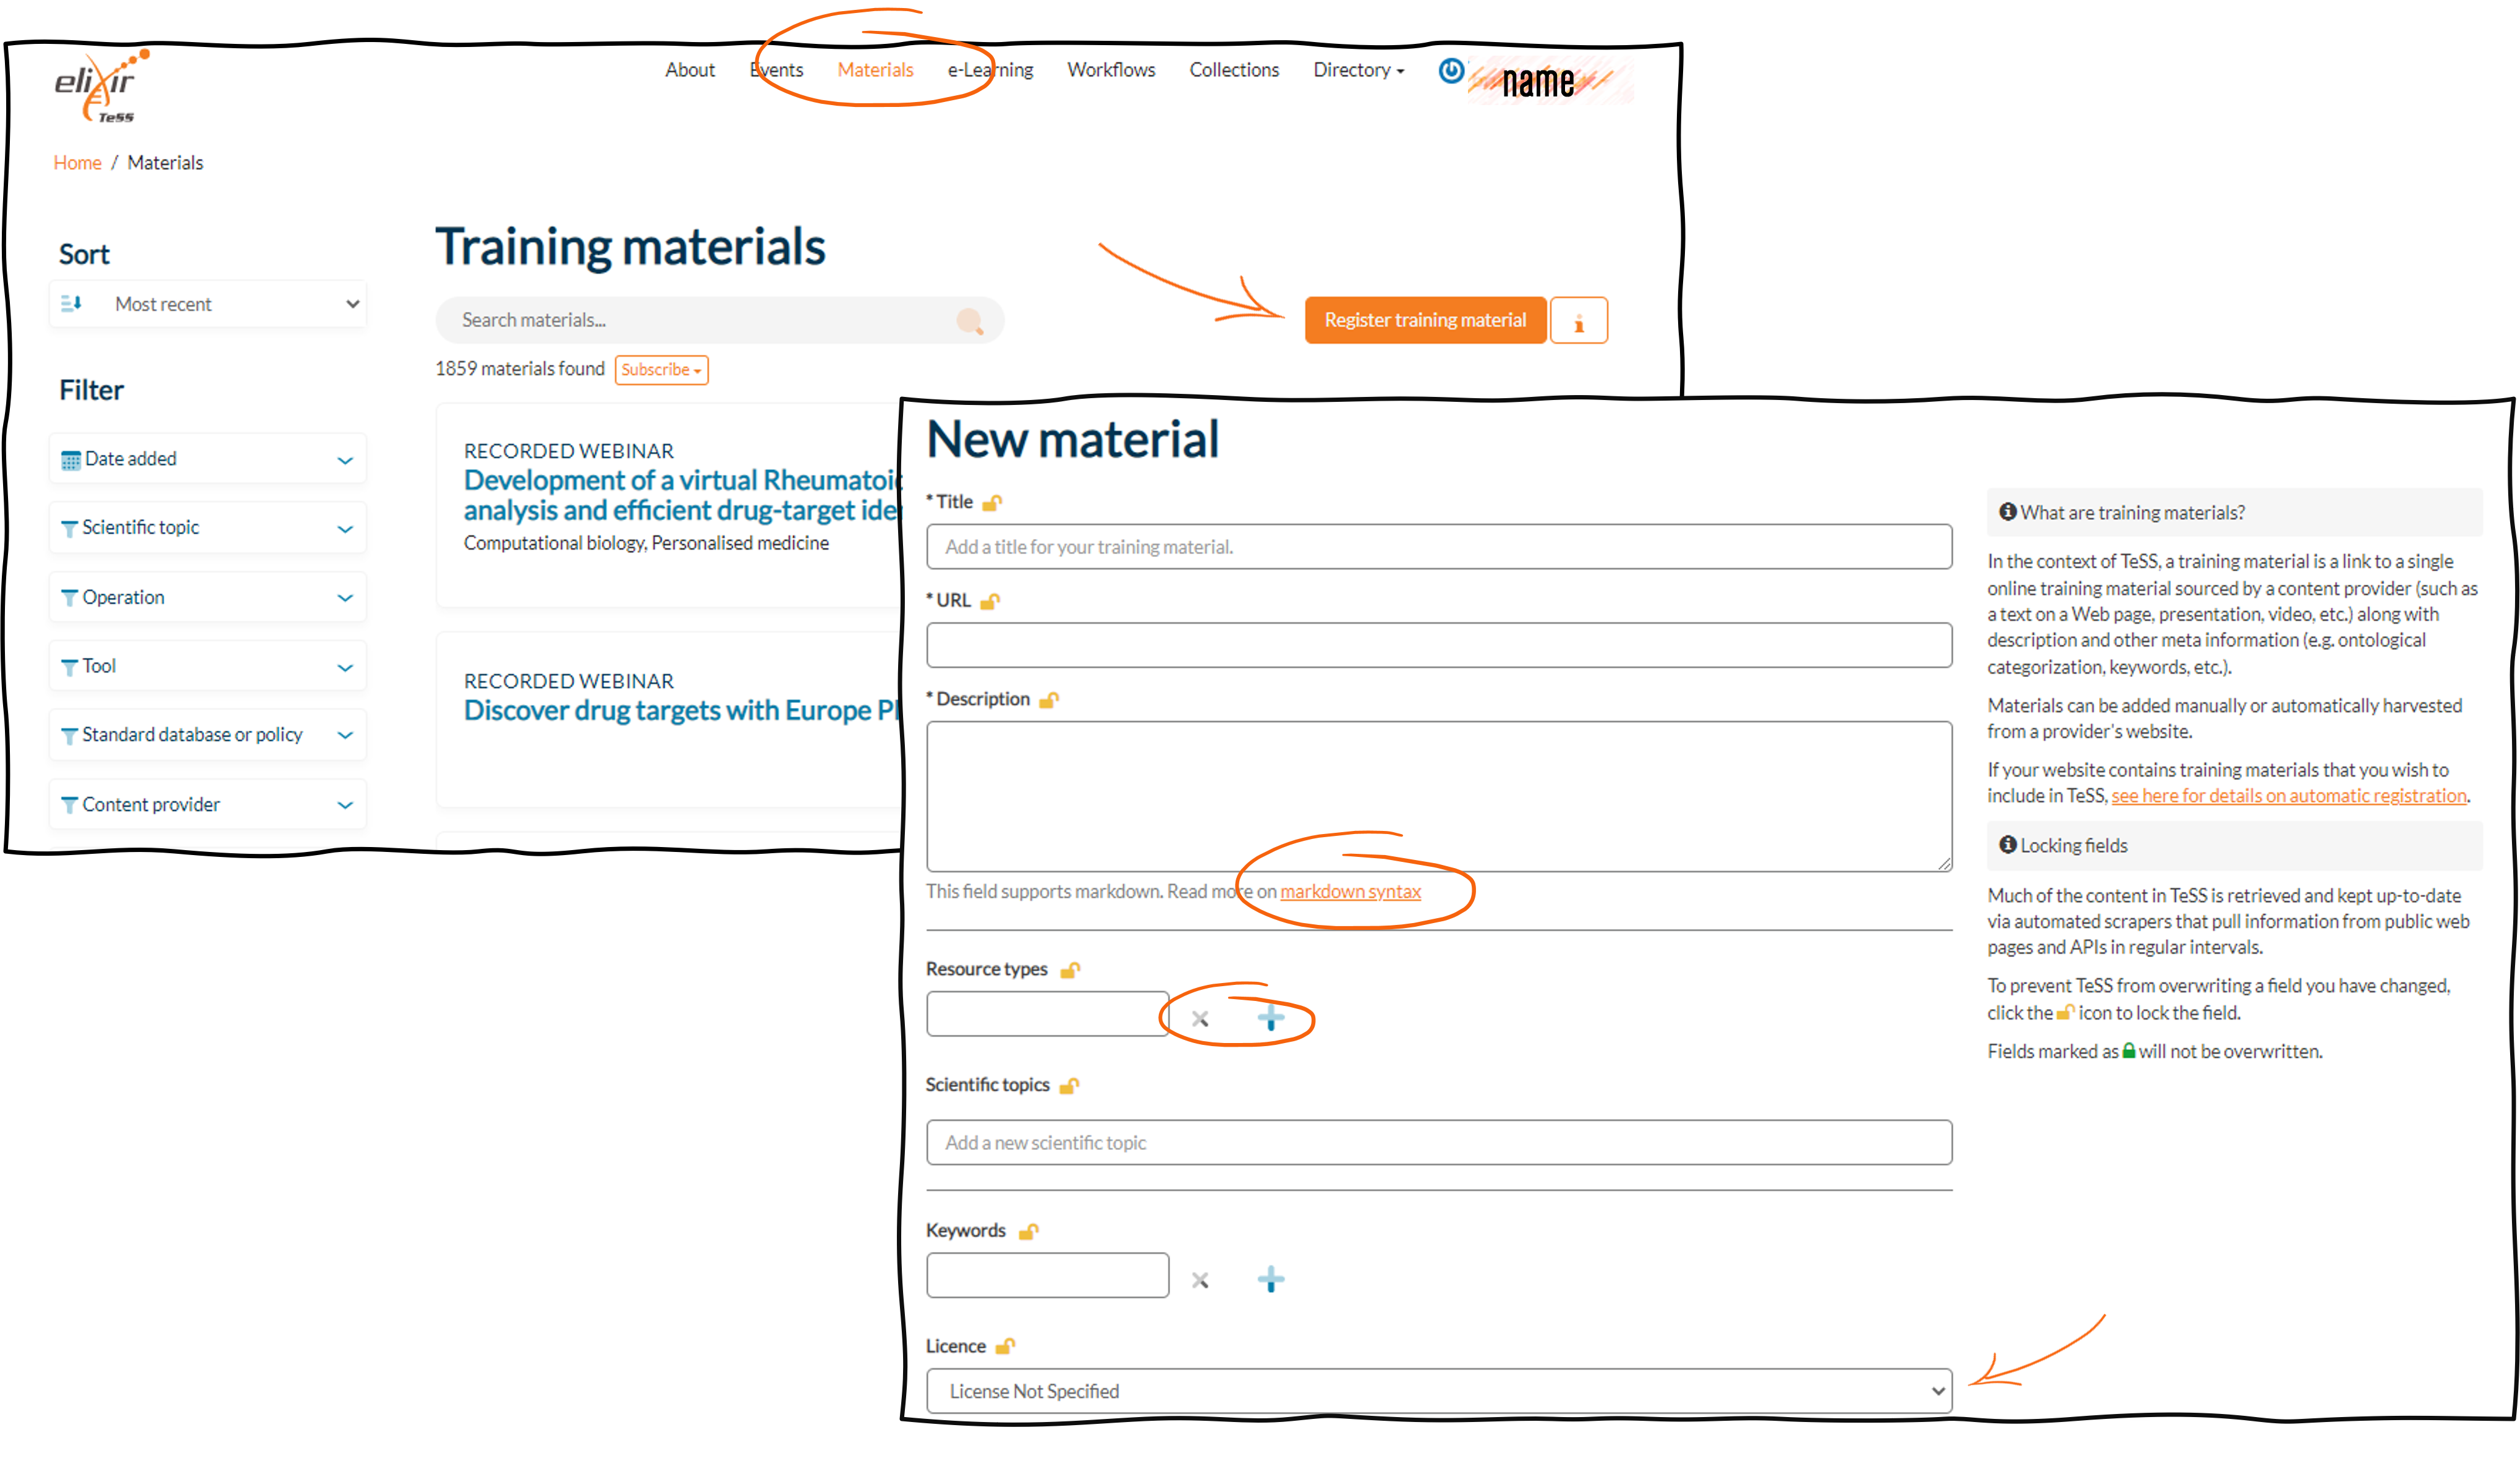 elixir
TeSS
About Events Materials e-Learning Workflows Collections Directory name
Home / Materials
Sort
Most recent
Filter
Date added
Scientific topic
Operation
Tool
Standard database or policy
Content provider
Training materials
Search materials...
Register training material i
1859 materials found Subscribe
RECORDED WEBINAR
Development of a virtual
analysis and efficient drug-target
Computational biology, Personalised medicine
RECORDED WEBINAR
Discover drug targets with Europe
New material
* Title
Add a title for your training material.
* URL
* Description
This field supports markdown. Read more on markdown syntax
Resource types
Scientific topics
Add a new scientific topic
Keywords
Licence
License Not Specified
What are training materials?
In the context of TeSS, a training material is a link to a single
online training material sourced by a content provider (such as
a text on a Web page, presentation, video, etc.) along with
description and other meta information (e.g. ontological
categorization, keywords, etc.).
Materials can be added manually or automatically harvested
from a provider's website.
If your website contains training materials that you wish to
include in TeSS, see here for details on automatic registration.
Locking fields
Much of the content in TeSS is retrieved and kept up-to-date
via automated scrapers that pull information from public web
pages and APIs in regular intervals.
To prevent TeSS from overwriting a field you have changed,
click the icon to lock the field.
Fields marked as will not be overwritten.